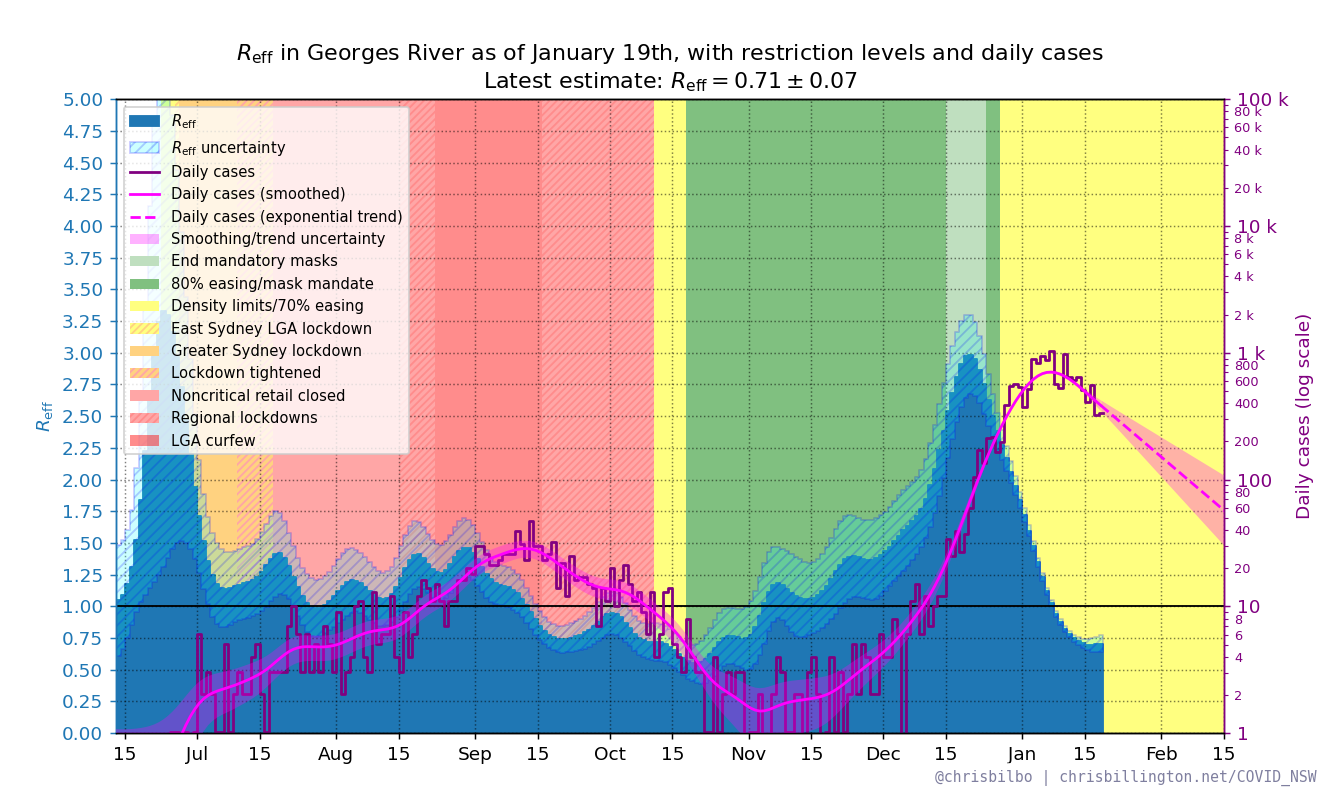 Reff in Georges River as of January 19th, with restriction levels and daily cases
Latest estimate: Reff = 0.71 ± 0.07
Reff
Reff uncertainty
Daily cases
Daily cases (smoothed)
Daily cases (exponential trend)
Smoothing/trend uncertainty
End mandatory masks
80% easing/mask mandate
Density limits/70% easing
East Sydney LGA lockdown
Greater Sydney lockdown
Lockdown tightened
Noncritical retail closed
Regional lockdowns
LGA curfew
5.00
4.75
4.50
4.25
4.00
3.75
3.50
3.25
3.00
2.75
2.50
2.25
2.00
1.75
1.50
1.25
1.00
0.75
0.50
0.25
0.00
Reff
100 k
80 k
60 k
40 k
20 k
10 k
8 k
6 k
4 k
2 k
1 k
800
600
400
200
100
80
60
40
20
10
8
6
4
2
1
Daily cases (log scale)
15 Jul 15 Aug 15 Sep 15 Oct 15 Nov 15 Dec 15 Jan 15 Feb 15
@chrisbilbo | chrisbillington.net/COVID_NSW